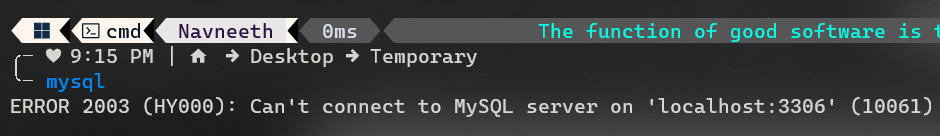 cmd Navneeth 0ms The function of good software is t
9:15 PM | Desktop Temporary
mysql
ERROR 2003 (HY000): Can't connect to MySQL server on 'localhost:3306' (10061)